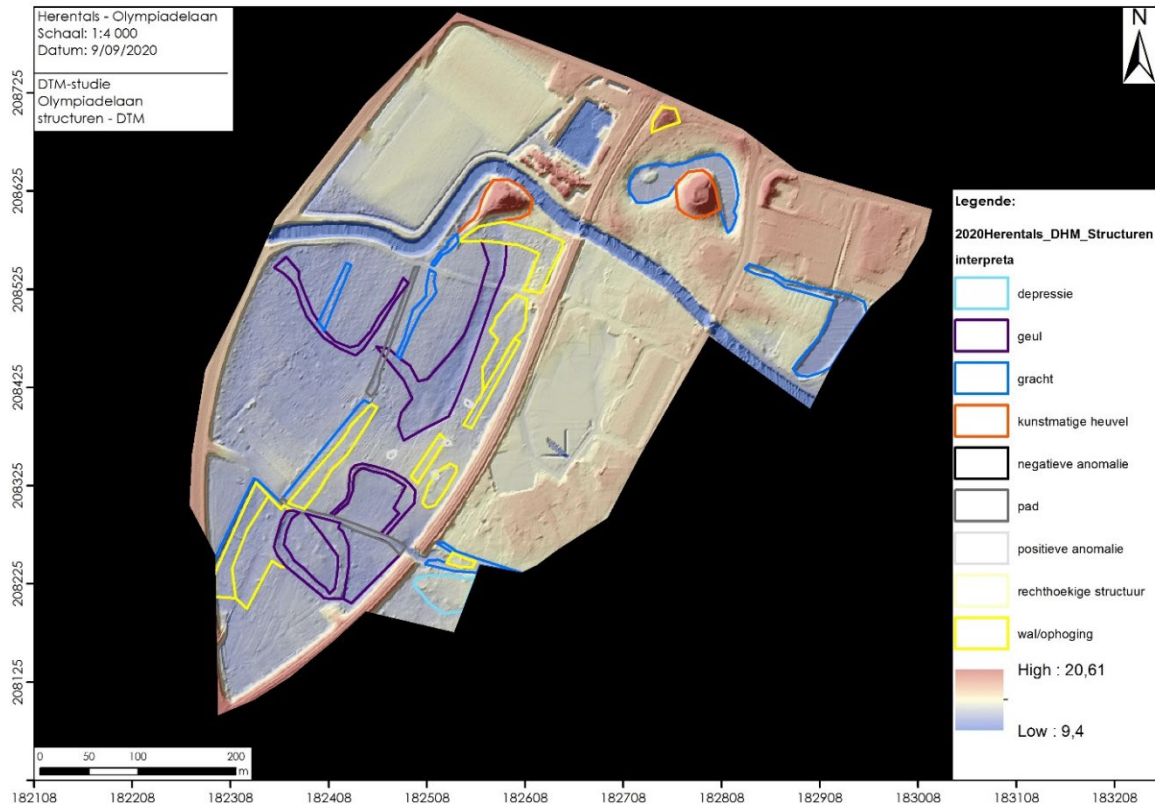 Herentals - Olympiadelaan
Schaal: 1:4 000
Datum: 9/09/2020
DTM-studie
Olympiadelaan
structuren - DTM
N
208725
208625
208525
208425
208325
208225
208125
Legende:
2020Herentals_DHM_Structuren
interpreta
depressie
geul
gracht
kunstmatige heuvel
negatieve anomalie
pad
positieve anomalie
rechthoekige structuur
wal/ophoging
High : 20,61
Low : 9,4
0 50 100 200
m
182108 182208 182308 182408 182508 182608 182708 182808 182908 183008 183108 183208